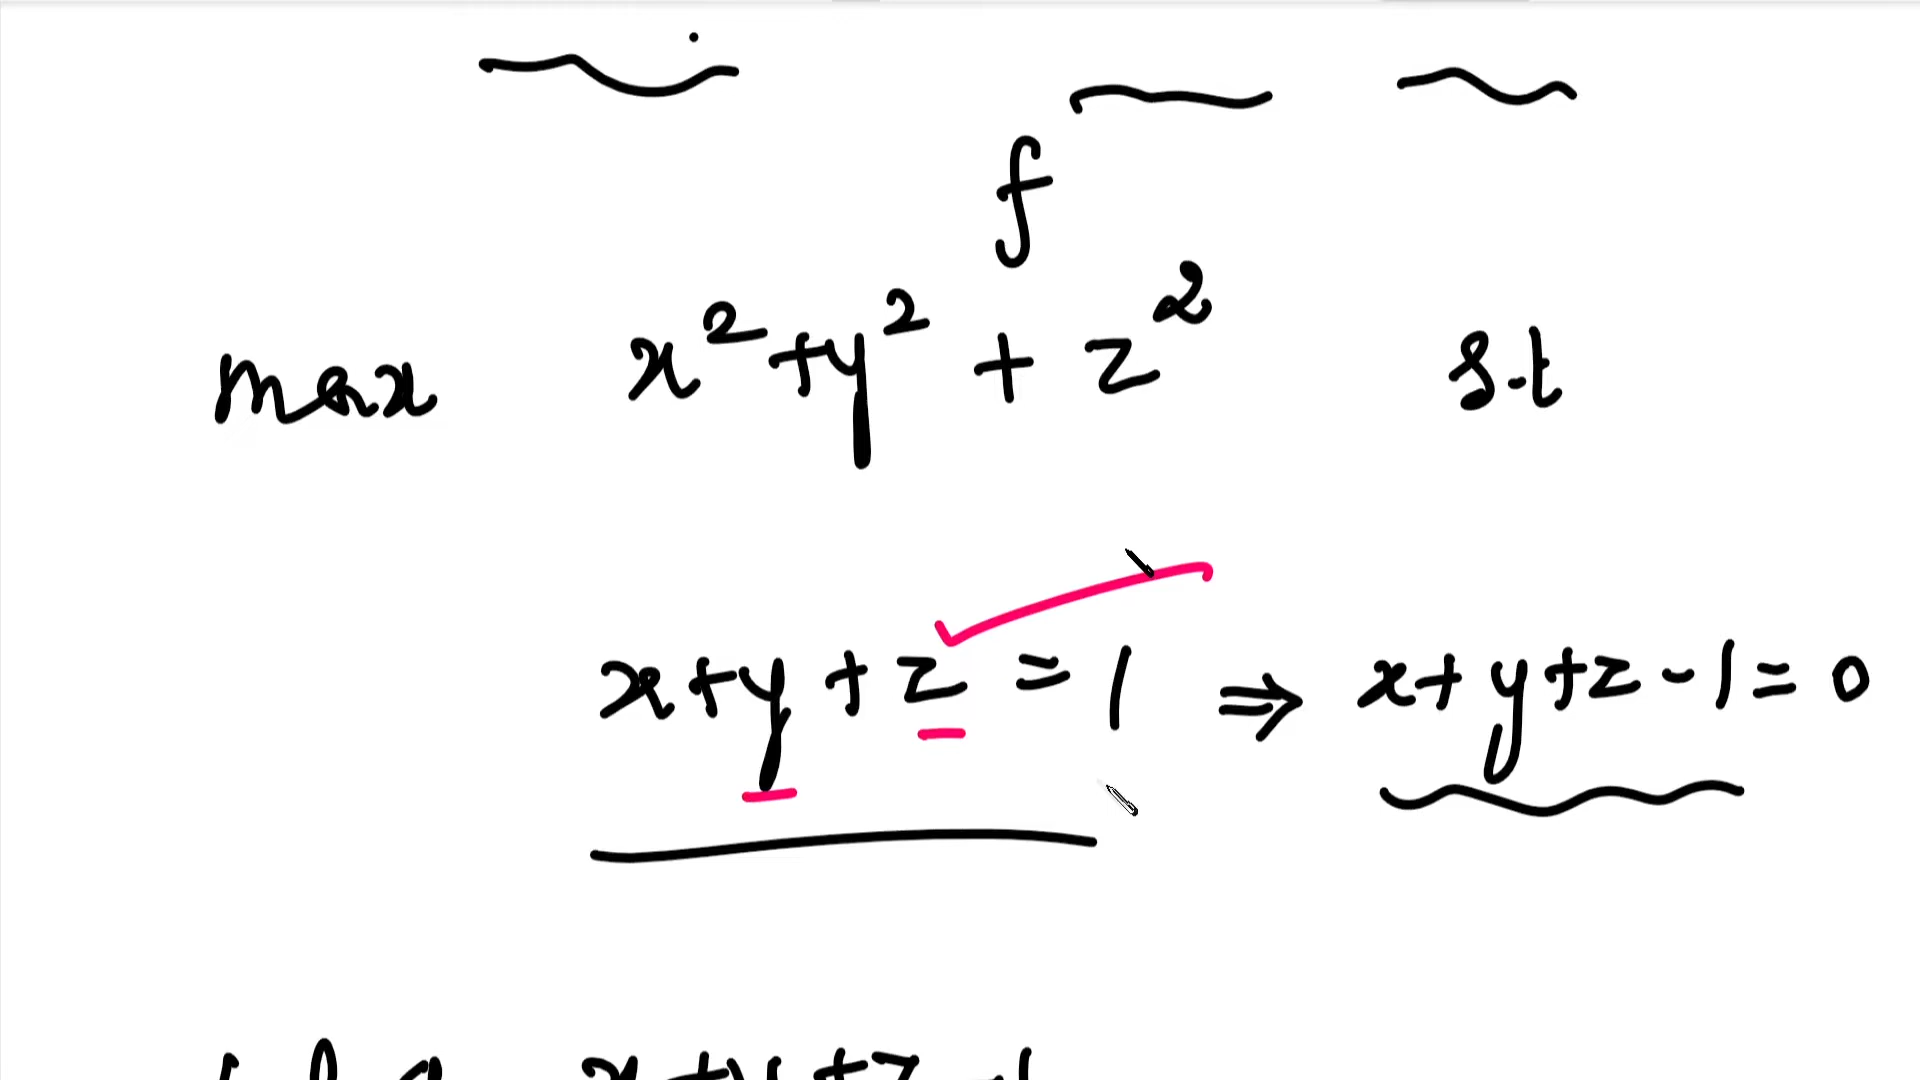 f
max x²+y² + z² s.t
x+y+z = 1 ⇒ x+y+z-1=0